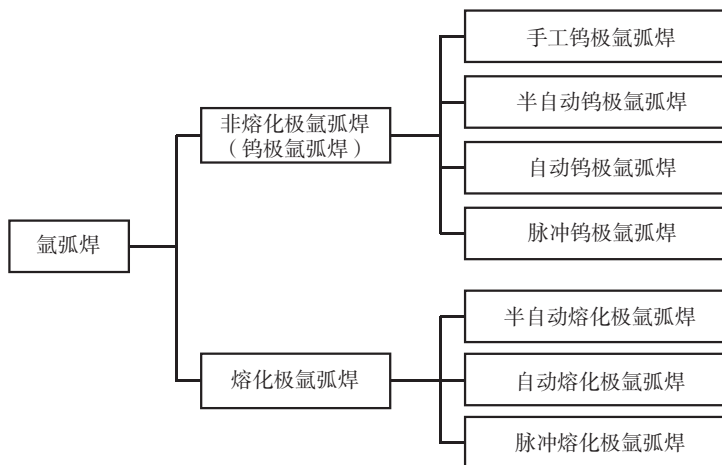 氩弧焊
非熔化极氩弧焊
（钨极氩弧焊）
手工钨极氩弧焊
半自动钨极氩弧焊
自动钨极氩弧焊
脉冲钨极氩弧焊
熔化极氩弧焊
半自动熔化极氩弧焊
自动熔化极氩弧焊
脉冲熔化极氩弧焊